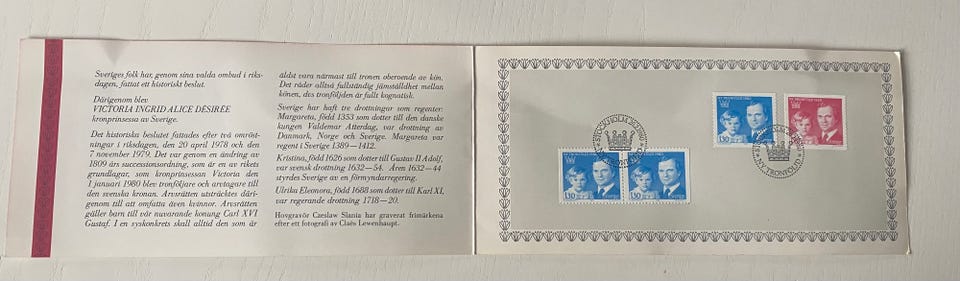 Sveriges folk har, genom sina valda ombud i riks-
dagen, fattat ett historiskt beslut.
Därigenom blev
VICTORIA INGRID ALICE DÉSIRÉE
kronprinsessa av Sverige.
Det historiska beslutet fattades efter två omröst-
ningar i riksdagen, den 20 april 1978 och den
7 november 1979. Det var genom en ändring av
1809 års successionsordning, som är en av rikets
grundlagar, som kronprinsessan Victoria den
1 januari 1980 blev tronföljare och arvtagare till
den svenska kronan. Arvsrätten utsträcktes däri-
genom till att omfatta även kvinnor. Arvsrätten
gäller barn till vår nuvarande konung Carl XVI
Gustaf. I en syskonkrets skall alltid den som är
äldst vara närmast till tronen oberoende av kön.
Det råder alltså fullständig jämställdhet mellan
könen, dvs tronföljden är fullt kognatisk.
Sverige har haft tre drottningar som regenter:
Margareta, född 1353 som dotter till den danske
kungen Valdemar Atterdag, var drottning av
Danmark, Norge och Sverige. Margareta var
regent i Sverige 1389—1412.
Kristina, född 1626 som dotter till Gustav II Adolf,
var svensk drottning 1632—54. Åren 1632—44
styrdes Sverige av en förmyndarregering.
Ulrika Eleonora, född 1688 som dotter till Karl XI,
var regerande drottning 1718—20.
Hovgravör Czeslaw Slania har graverat frimärkena
efter ett fotografi av Claës Lewenhaupt.
STOCKHOLM
NY TRONFÖLJD
130
130
130